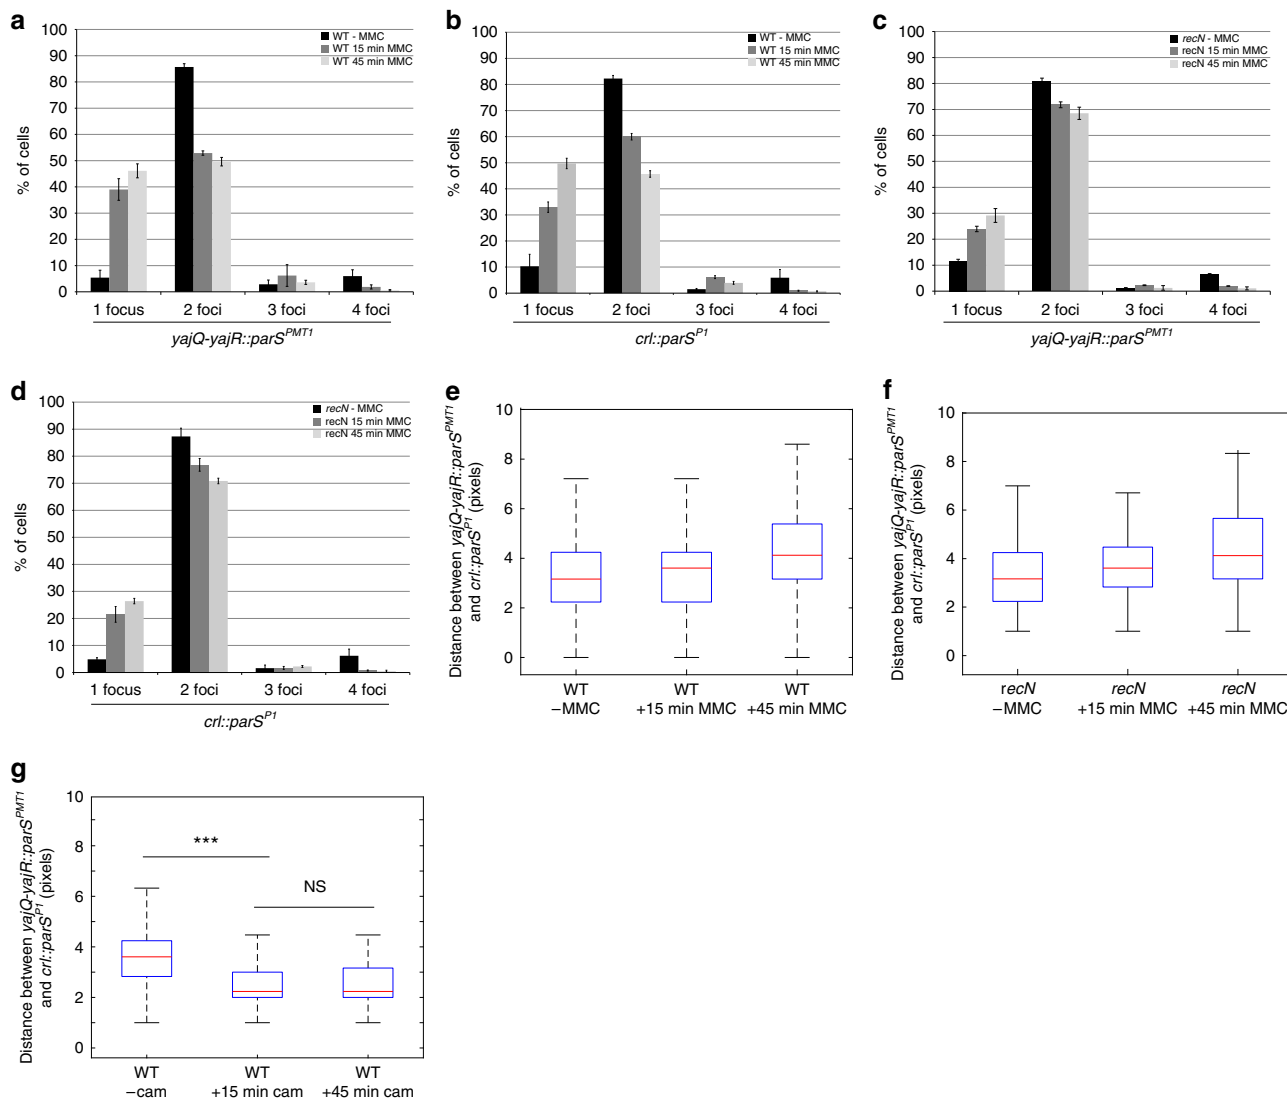 a
% of cells
100
90
80
70
60
50
40
30
20
10
0
WT - MMC
WT 15 min MMC
WT 45 min MMC
1 focus 2 foci 3 foci 4 foci
yajQ-yajR::parS^PMT1
b
% of cells
100
90
80
70
60
50
40
30
20
10
0
WT - MMC
WT 15 min MMC
WT 45 min MMC
1 focus 2 foci 3 foci 4 foci
crl::parS^P1
c
% of cells
100
90
80
70
60
50
40
30
20
10
0
recN - MMC
recN 15 min MMC
recN 45 min MMC
1 focus 2 foci 3 foci 4 foci
yajQ-yajR::parS^PMT1
d
% of cells
100
90
80
70
60
50
40
30
20
10
0
recN - MMC
recN 15 min MMC
recN 45 min MMC
1 focus 2 foci 3 foci 4 foci
crl::parS^P1
e
Distance between yajQ-yajR::parS^PMT1
and crl::parS^P1 (pixels)
10
8
6
4
2
0
WT WT WT
–MMC +15 min MMC +45 min MMC
f
Distance between yajQ-yajR::parS^PMT1
and crl::parS^P1 (pixels)
10
8
6
4
2
0
recN recN recN
–MMC +15 min MMC +45 min MMC
g
Distance between yajQ-yajR::parS^PMT1
and crl::parS^P1 (pixels)
10
8
6
4
2
0
***
NS
WT WT WT
–cam +15 min cam +45 min cam